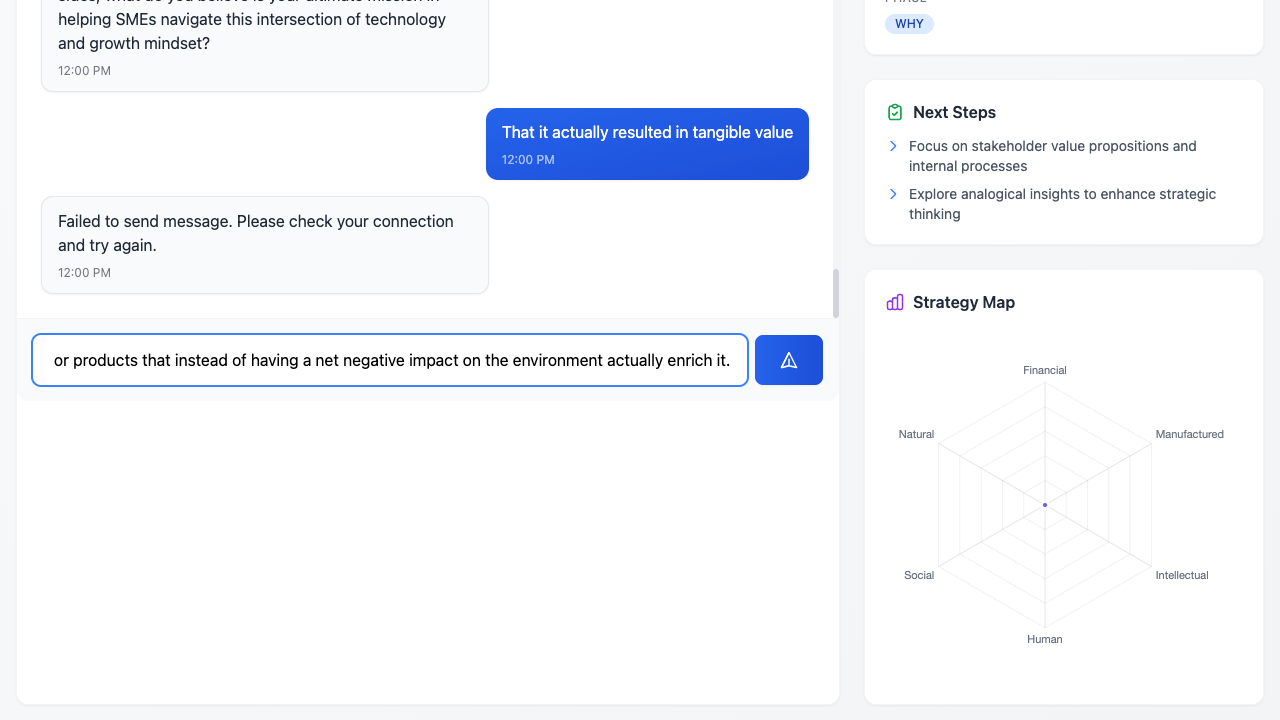 helping SMEs navigate this intersection of technology
and growth mindset?
12:00 PM
That it actually resulted in tangible value
12:00 PM
Failed to send message. Please check your connection
and try again.
12:00 PM
or products that instead of having a net negative impact on the environment actually enrich it.
WHY
Next Steps
Focus on stakeholder value propositions and
internal processes
Explore analogical insights to enhance strategic
thinking
Strategy Map
Financial
Natural
Manufactured
Social
Intellectual
Human